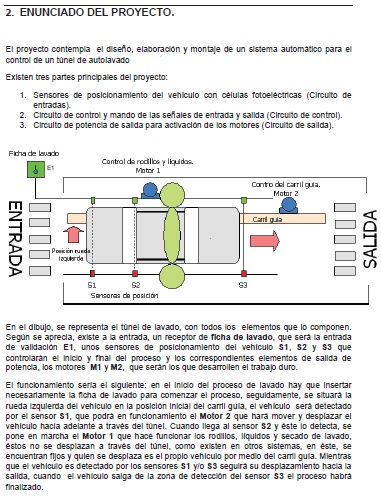 2. ENUNCIADO DEL PROYECTO.
El proyecto contempla el diseño, elaboración y montaje de un sistema automático para el
control de un túnel de autolavado
Existen tres partes principales del proyecto:
1. Sensores de posicionamiento del vehículo con células fotoeléctricas (Circuito de
entradas).
2. Circuito de control y mando de las señales de entrada y salida (Circuito de control).
3. Circuito de potencia de salida para activación de los motores (Circuito de salida).
Ficha de lavado
E1
Control de rodillos y liquidos.
Motor 1
Contro del carril guia.
Motor 2
ENTRADA
Carril guia
SALIDA
Posición rueda
izquierda
S1
S2
S3
Sensores de posición
En el dibujo, se representa el túnel de lavado, con todos los elementos que lo componen.
Según se aprecia, existe a la entrada, un receptor de ficha de lavado, que será la entrada
de validación E1, unos sensores de posicionamiento del vehículo S1, S2 y S3 que
controlarán el inicio y final del proceso y los correspondientes elementos de salida de
potencia, los motores M1 y M2, que serán los que desarrollen el trabajo duro.
El funcionamiento sería el siguiente: en el inicio del proceso de lavado hay que insertar
necesariamente la ficha de lavado para comenzar el proceso, seguidamente, se situará la
rueda izquierda del vehículo en la posición inicial del carril guía, el vehículo será detectado
por el sensor S1, que podrá en funcionamiento el Motor 2 que hará mover y desplazar el
vehículo hacia adelante a través del túnel. Cuando llega al sensor S2 y éste lo detecta, se
pone en marcha el Motor 1 que hace funcionar los rodillos, líquidos y secado de lavado,
éstos no se desplazan a través del túnel, como existen en otros sistemas, en éste, se
encuentran fijos y quien se desplaza es el propio vehículo por medio del carril guía. Mientras
que el vehículo es detectado por los sensores S1 y/o S3 seguirá su desplazamiento hacia la
salida, cuando el vehículo salga de la zona de detección del sensor S3 el proceso habrá
finalizado.